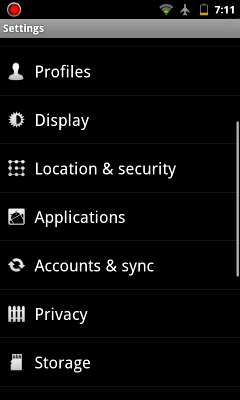 7:11
Settings
Profiles
Display
Location & security
Applications
Accounts & sync
Privacy
Storage